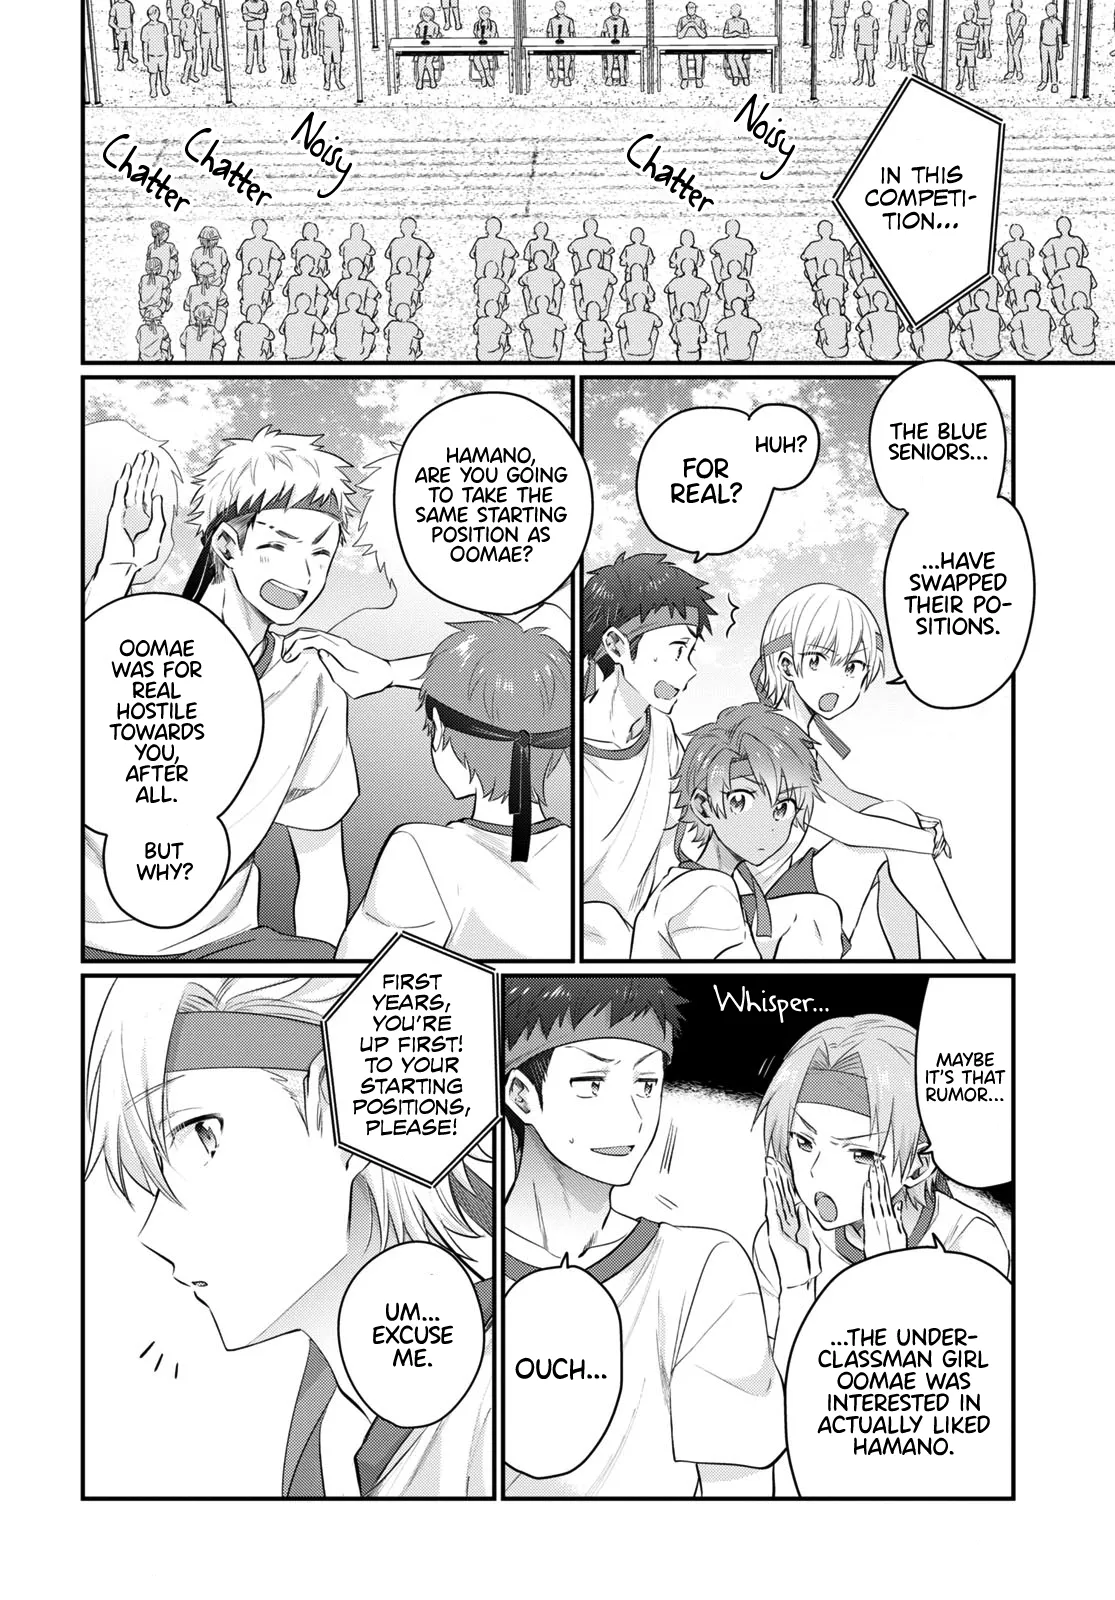 IN THIS
COMPETI-
TION...
Noisy
Chatter
Noisy
Chatter
Chatter
THE BLUE
SENIORS...
...HAVE
SWAPPED
THEIR PO-
SITIONS.
HUH?
FOR
REAL?
HAMANO,
ARE YOU GOING
TO TAKE THE
SAME STARTING
POSITION AS
OOMAE?
OOMAE
WAS FOR
REAL
HOSTILE
TOWARDS
YOU,
AFTER
ALL.
BUT
WHY?
MAYBE
IT'S THAT
RUMOR...
Whisper...
...THE UNDER-
CLASSMAN GIRL
OOMAE WAS
INTERESTED IN
ACTUALLY LIKED
HAMANO.
OUCH...
FIRST
YEARS,
YOU'RE
UP FIRST!
TO YOUR
STARTING
POSITIONS,
PLEASE!
UM...
EXCUSE
ME.